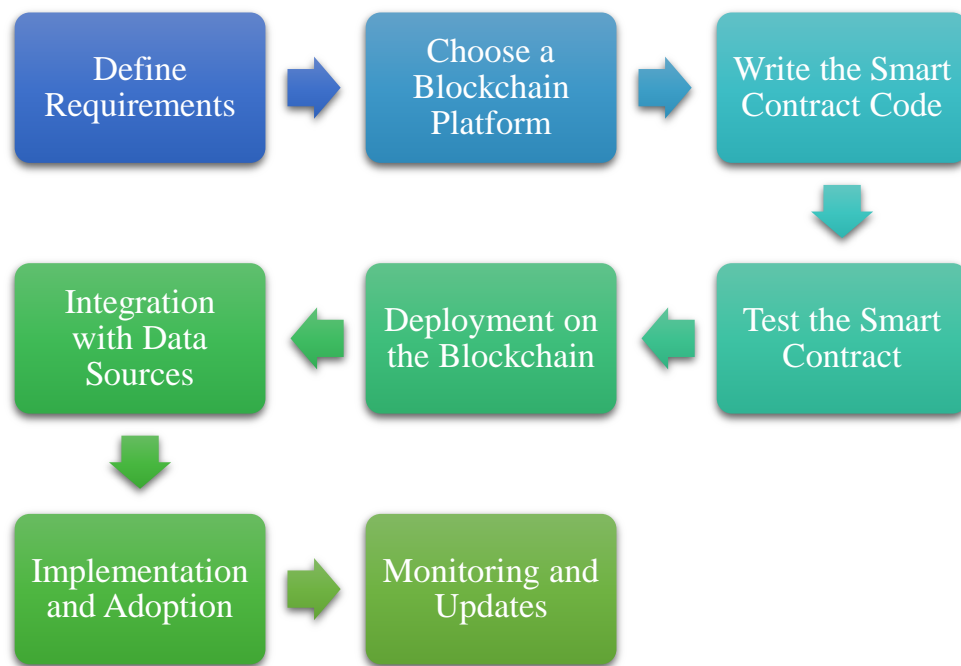 Define
Requirements
Choose a
Blockchain
Platform
Write the Smart
Contract Code
Test the Smart
Contract
Deployment on
the Blockchain
Integration
with Data
Sources
Implementation
and Adoption
Monitoring and
Updates